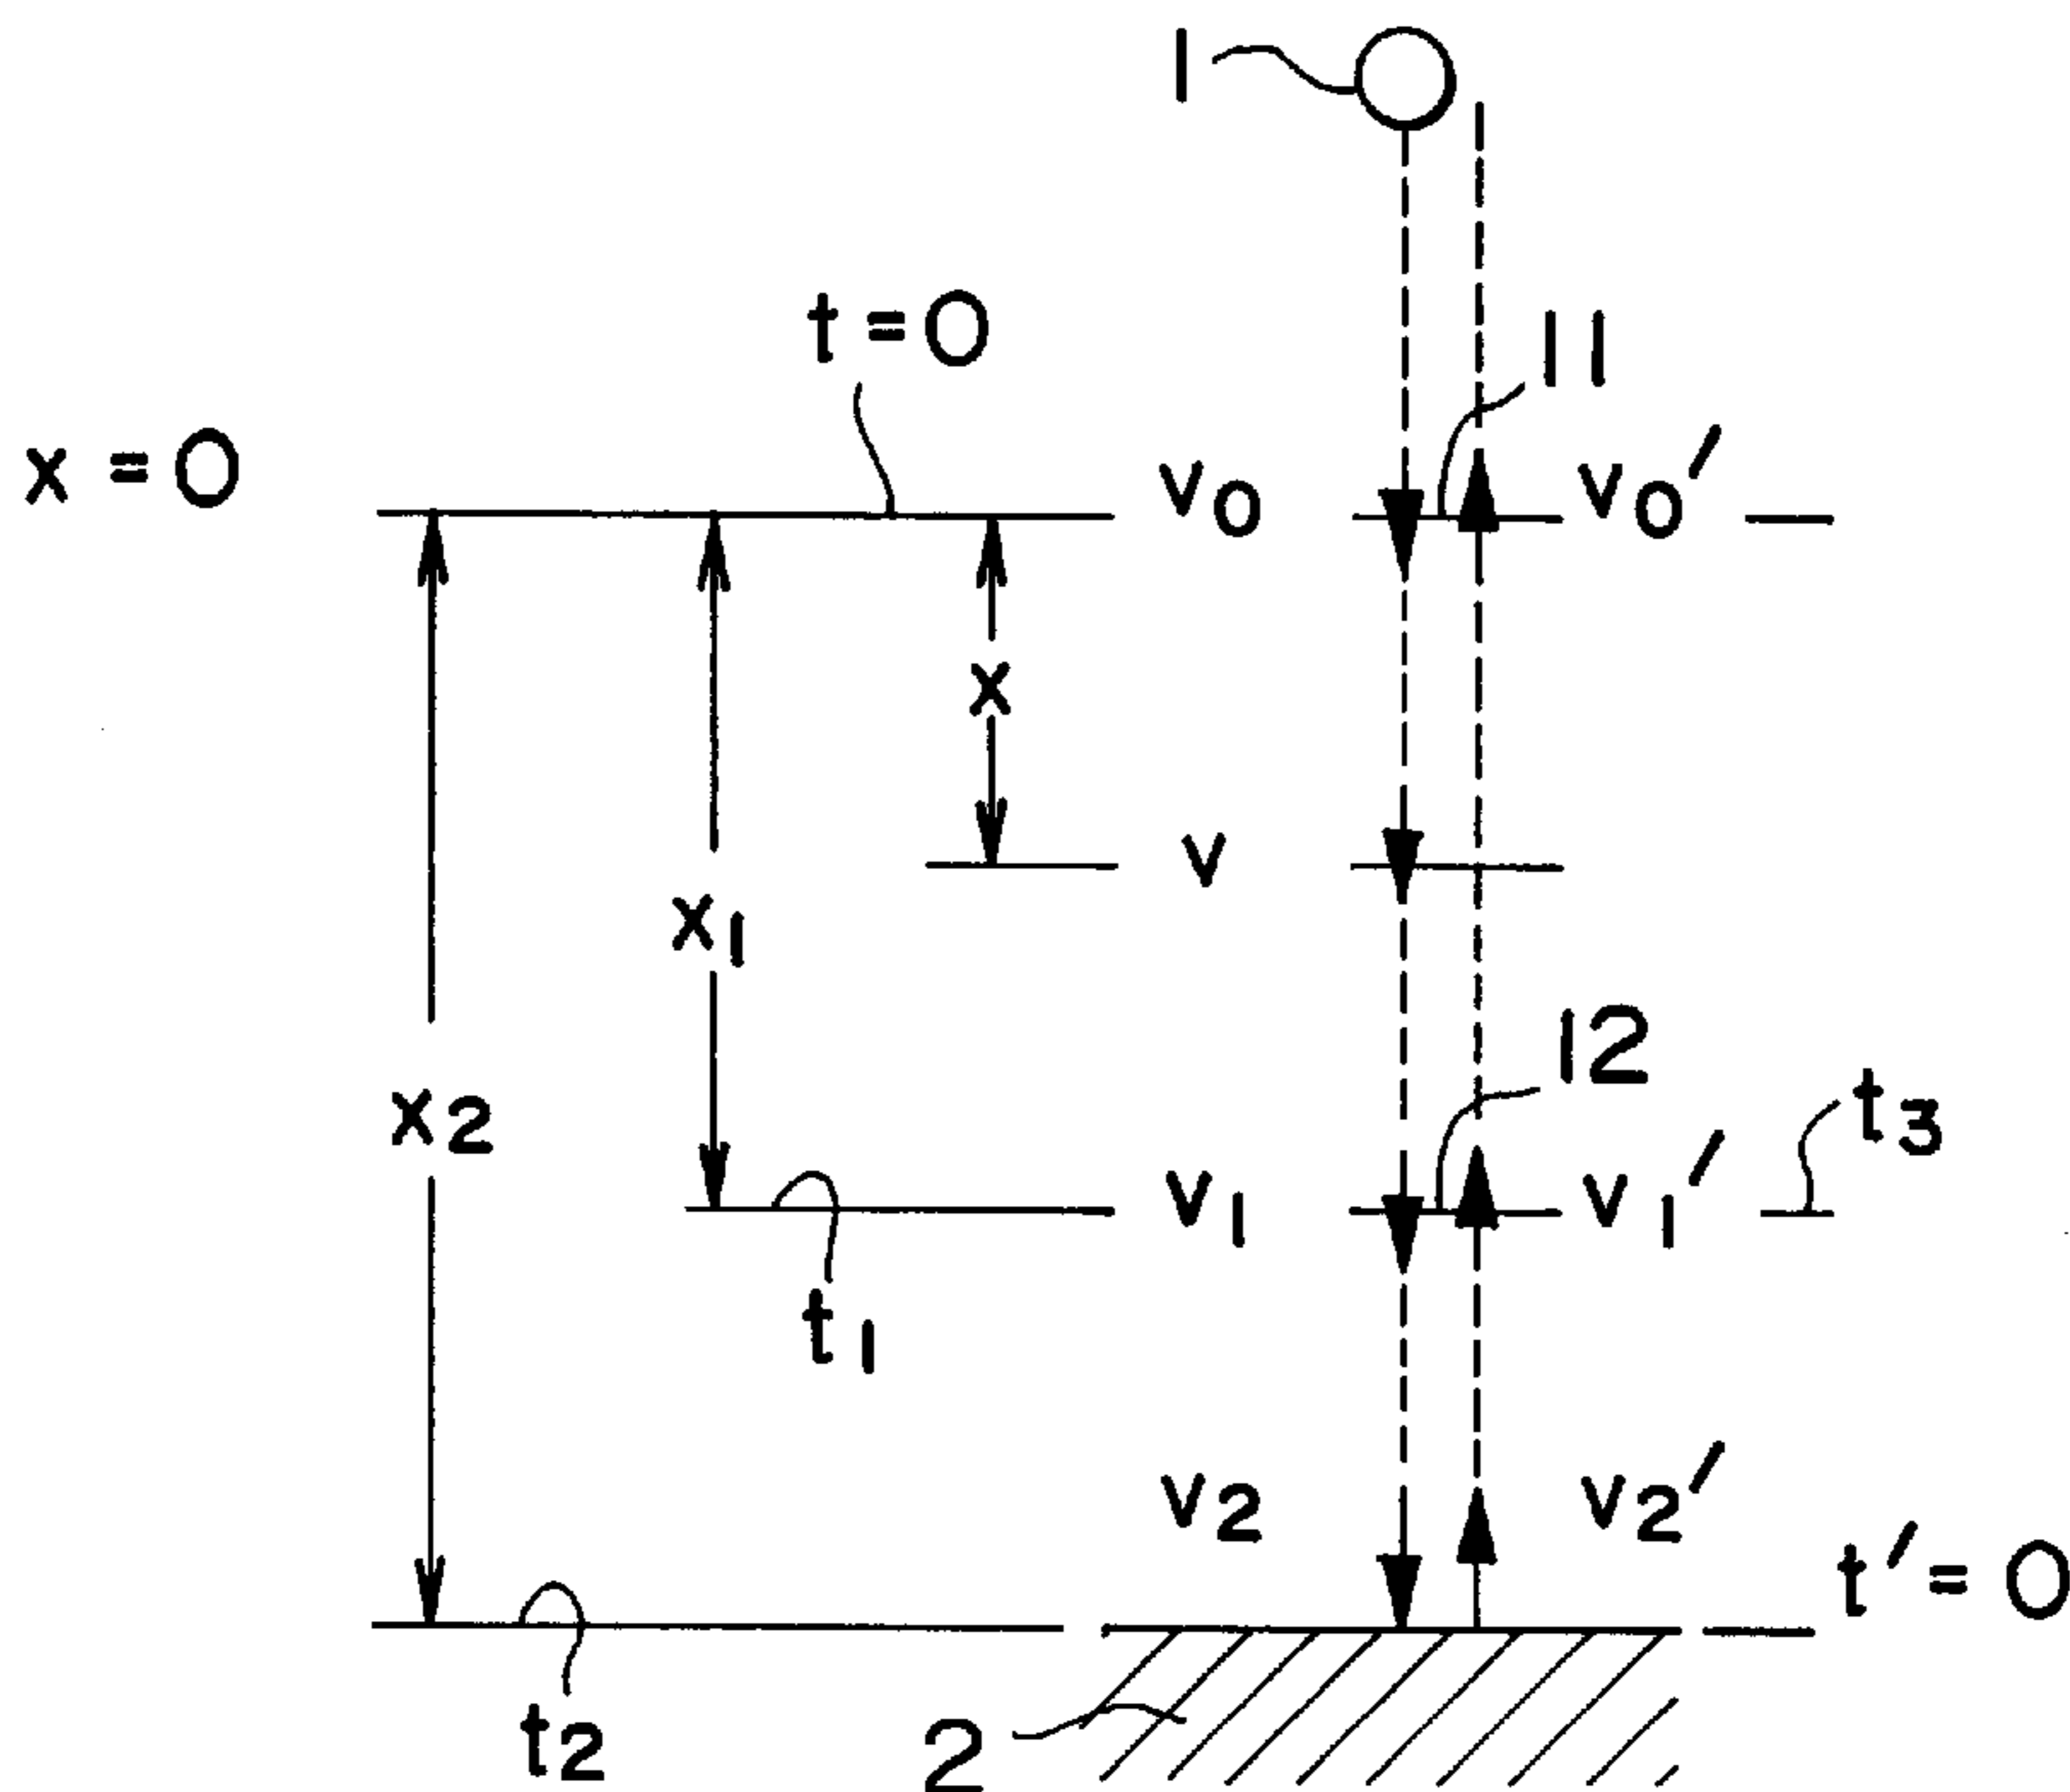 1
t=0
11
x=0
v0
v0′
x
v
x1
12
x2
t3
v1
v1′
t1
v2
v2′
t′=0
t2
2